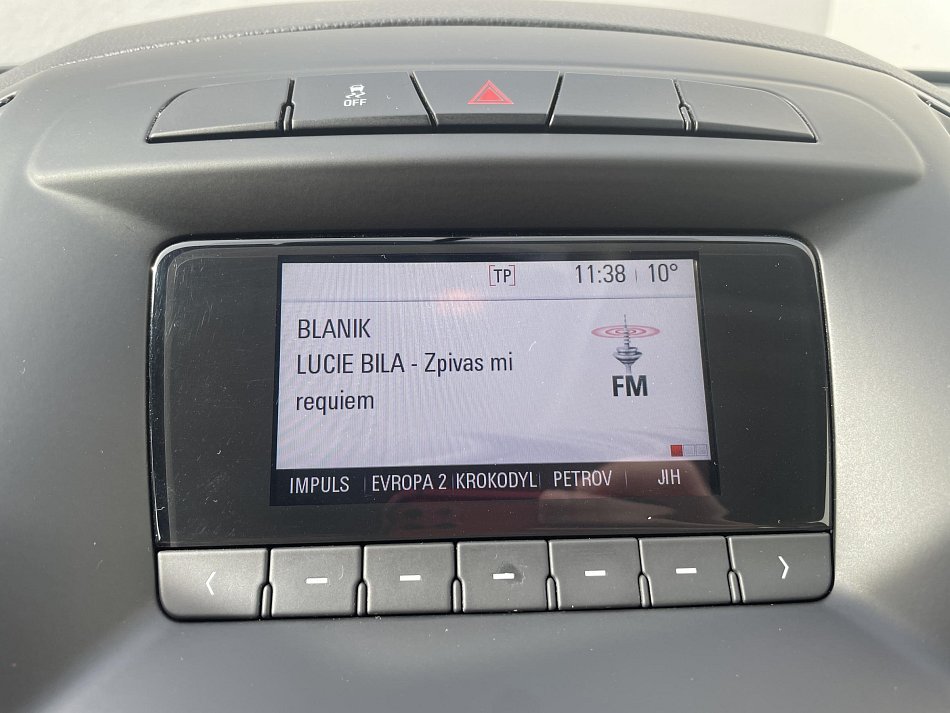 OFF
TP 11:38 10°
BLANIK
LUCIE BILA - Zpivas mi
requiem
FM
IMPULS EVROPA 2 KROKODYL PETROV JIH